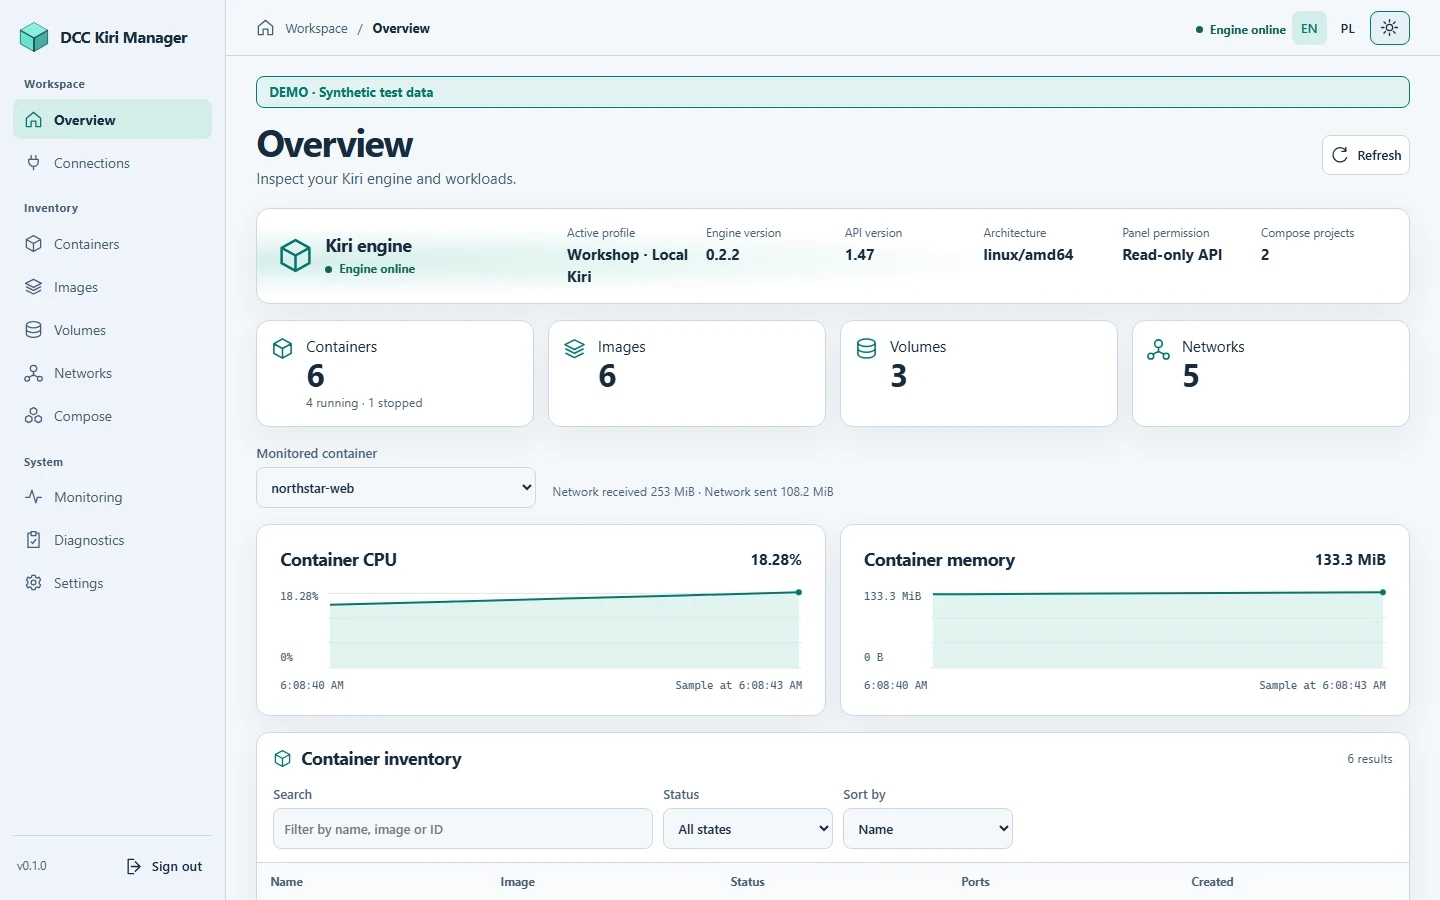 DCC Kiri Manager
Workspace
Overview
Connections
Inventory
Containers
Images
Volumes
Networks
Compose
System
Monitoring
Diagnostics
Settings
v0.1.0
Sign out
Workspace / Overview
Engine online
EN
PL
DEMO · Synthetic test data
Overview
Inspect your Kiri engine and workloads.
Refresh
Kiri engine
Engine online
Active profile
Workshop · Local
Kiri
Engine version
0.2.2
API version
1.47
Architecture
linux/amd64
Panel permission
Read-only API
Compose projects
2
Containers
6
4 running · 1 stopped
Images
6
Volumes
3
Networks
5
Monitored container
northstar-web
Network received 253 MiB · Network sent 108.2 MiB
Container CPU
18.28%
18.28%
0%
6:08:40 AM
Sample at 6:08:43 AM
Container memory
133.3 MiB
133.3 MiB
0 B
6:08:40 AM
Sample at 6:08:43 AM
Container inventory
6 results
Search
Filter by name, image or ID
Status
All states
Sort by
Name
Name Image Status Ports Created